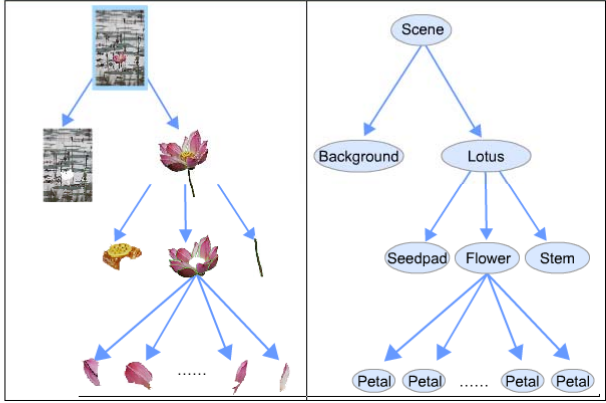 Scene
Background Lotus
Seedpad Flower Stem
...... Petal Petal ...... Petal Petal